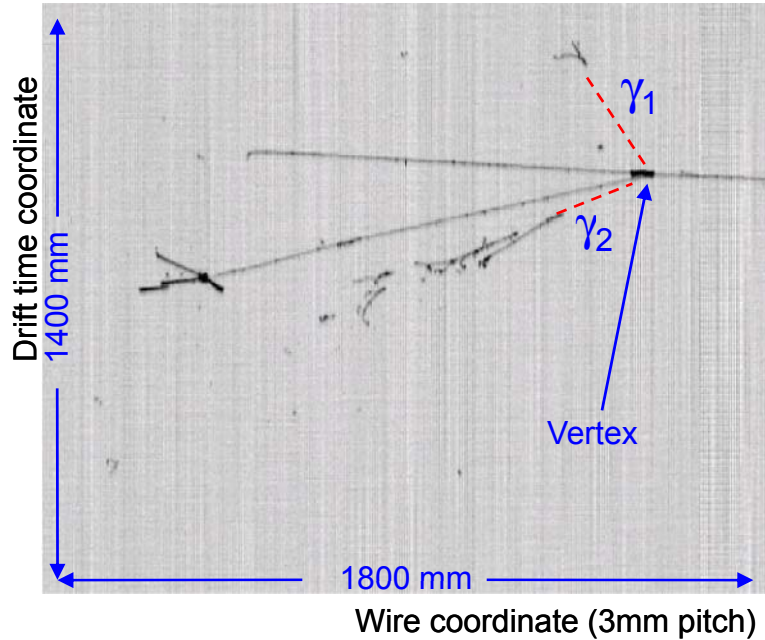 γ1
γ2
Drift time coordinate
1400 mm
Vertex
1800 mm
Wire coordinate (3mm pitch)